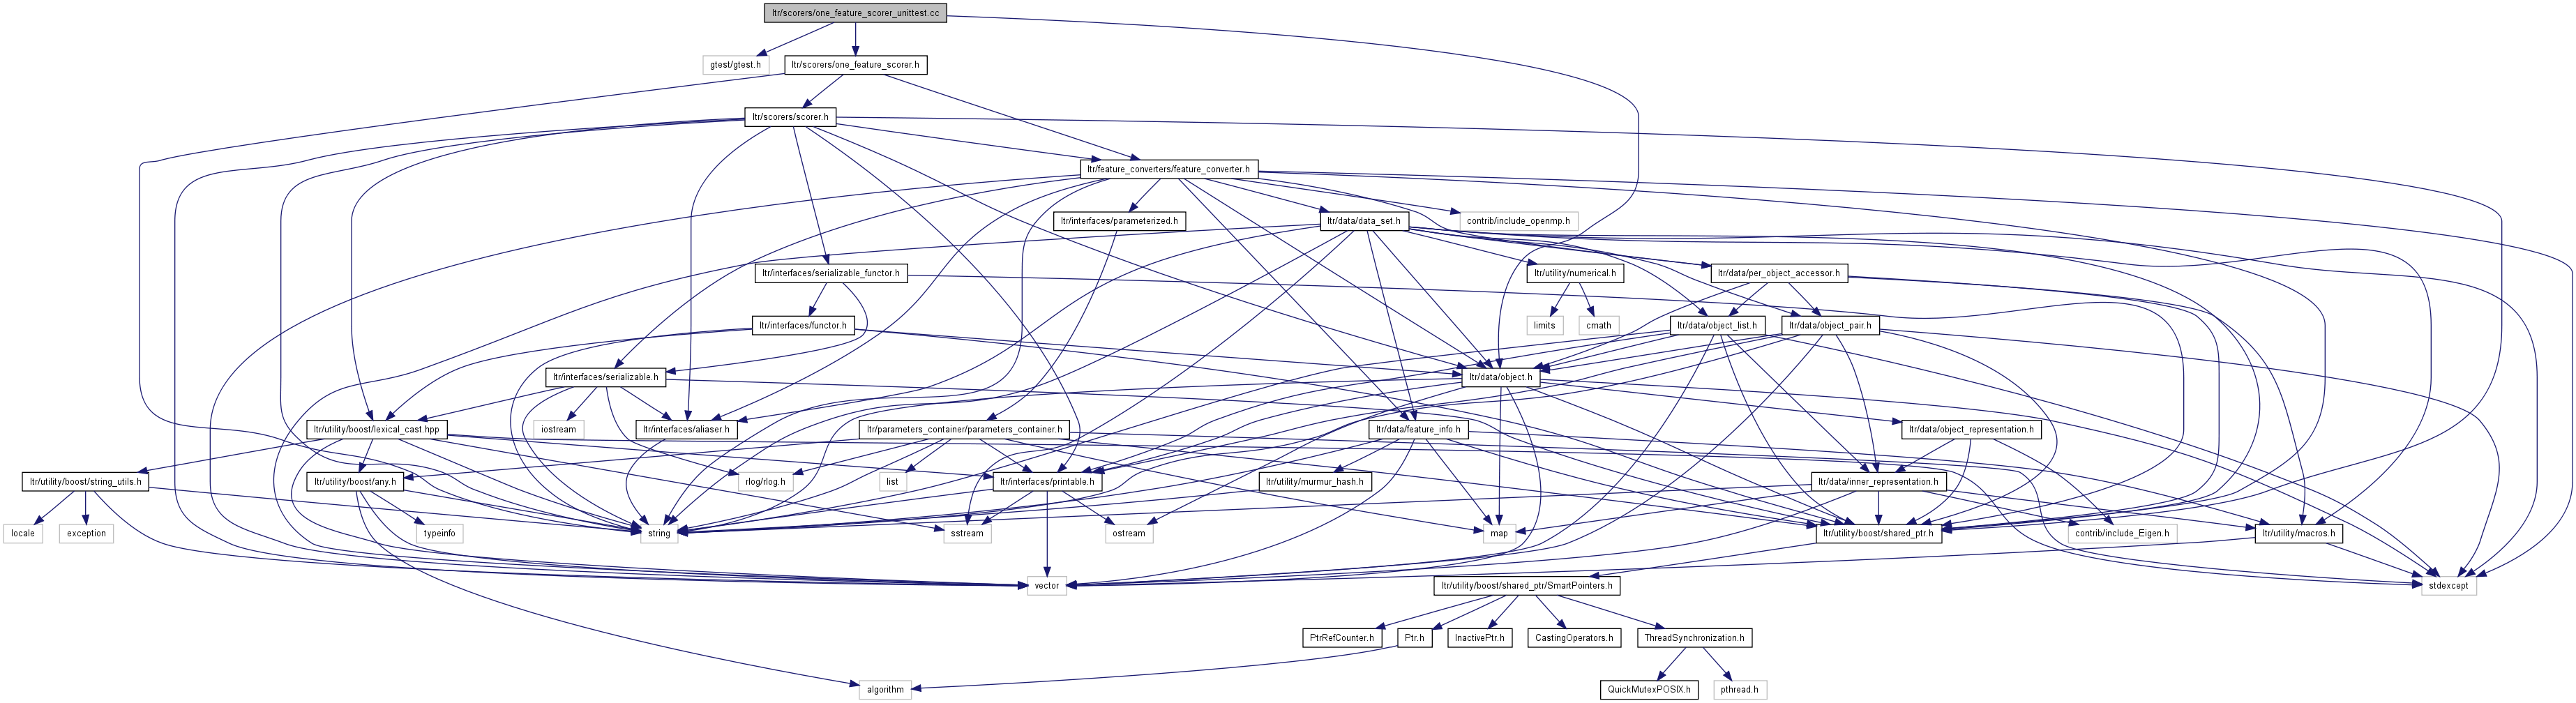 ltr/scorers/one_feature_scorer_unittest.cc
gtest/gtest.h
ltr/scorers/one_feature_scorer.h
ltr/scorers/scorer.h
ltr/feature_converters/feature_converter.h
ltr/interfaces/parameterized.h
ltr/data/data_set.h
contrib/include_openmp.h
ltr/interfaces/serializable_functor.h
ltr/utility/numerical.h
ltr/data/per_object_accessor.h
ltr/interfaces/functor.h
limits
cmath
ltr/data/object_list.h
ltr/data/object_pair.h
ltr/interfaces/serializable.h
ltr/data/object.h
ltr/utility/boost/lexical_cast.hpp
iostream
ltr/interfaces/aliaser.h
ltr/parameters_container/parameters_container.h
ltr/data/feature_info.h
ltr/data/object_representation.h
ltr/utility/boost/string_utils.h
ltr/utility/boost/any.h
rlog/rlog.h
list
ltr/interfaces/printable.h
ltr/utility/murmur_hash.h
ltr/data/inner_representation.h
locale
exception
typeinfo
string
sstream
ostream
map
ltr/utility/boost/shared_ptr.h
contrib/include_Eigen.h
ltr/utility/macros.h
vector
ltr/utility/boost/shared_ptr/SmartPointers.h
stdexcept
PtrRefCounter.h
Ptr.h
InactivePtr.h
CastingOperators.h
ThreadSynchronization.h
algorithm
QuickMutexPOSIX.h
pthread.h